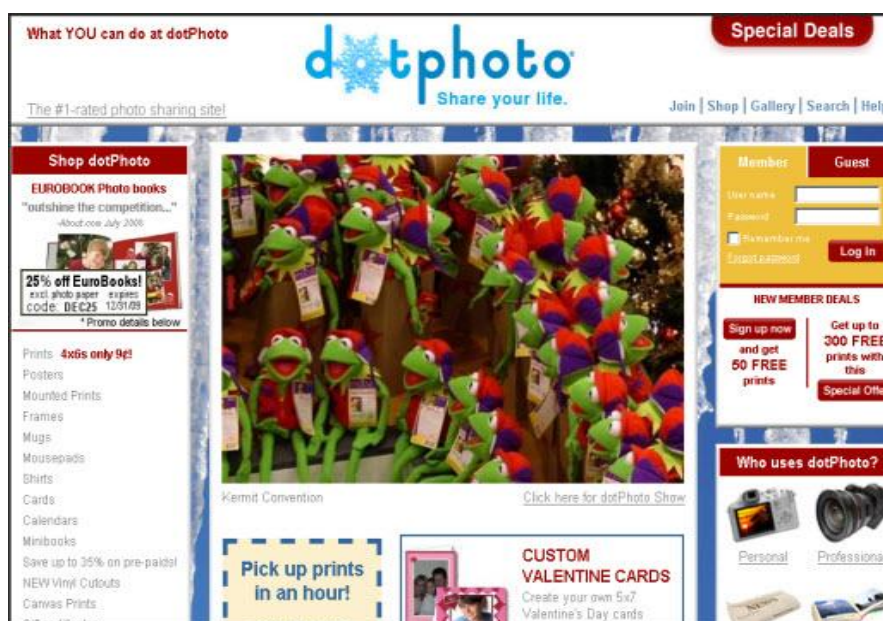 What YOU can do at dotPhoto
The #1-rated photo sharing site!
dotphoto
Share your life.
Special Deals
Join | Shop | Gallery | Search | Help
Shop dotPhoto
EUROBOOK Photo books
"outshine the competition..."
-About.com July 2006
25% off EuroBooks!
excl. photo paper expires
code: DEC25 12/31/09
* Promo details below
Prints 4x6s only 9¢!
Posters
Mounted Prints
Frames
Mugs
Mousepads
Shirts
Cards
Calendars
Minibooks
Save up to 35% on pre-paids!
NEW Vinyl Cutouts
Canvas Prints
Kermit Convention
Click here for dotPhoto Show
Pick up prints
in an hour!
CUSTOM
VALENTINE CARDS
Create your own 5x7
Valentine's Day cards
Member Guest
User name
Password
Remember me
Forgot password
Log In
NEW MEMBER DEALS
Sign up now
and get
50 FREE
prints
Get up to
300 FREE
prints with
this
Special Offe
Who uses dotPhoto?
Personal
Professiona
NEWS